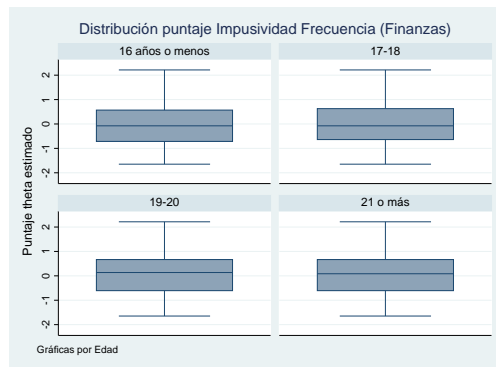 Distribución puntaje Impusividad Frecuencia (Finanzas)
16 años o menos
17-18
2
1
0
-1
-2
19-20
21 o más
2
1
0
-1
-2
Puntaje theta estimado
Gráficas por Edad